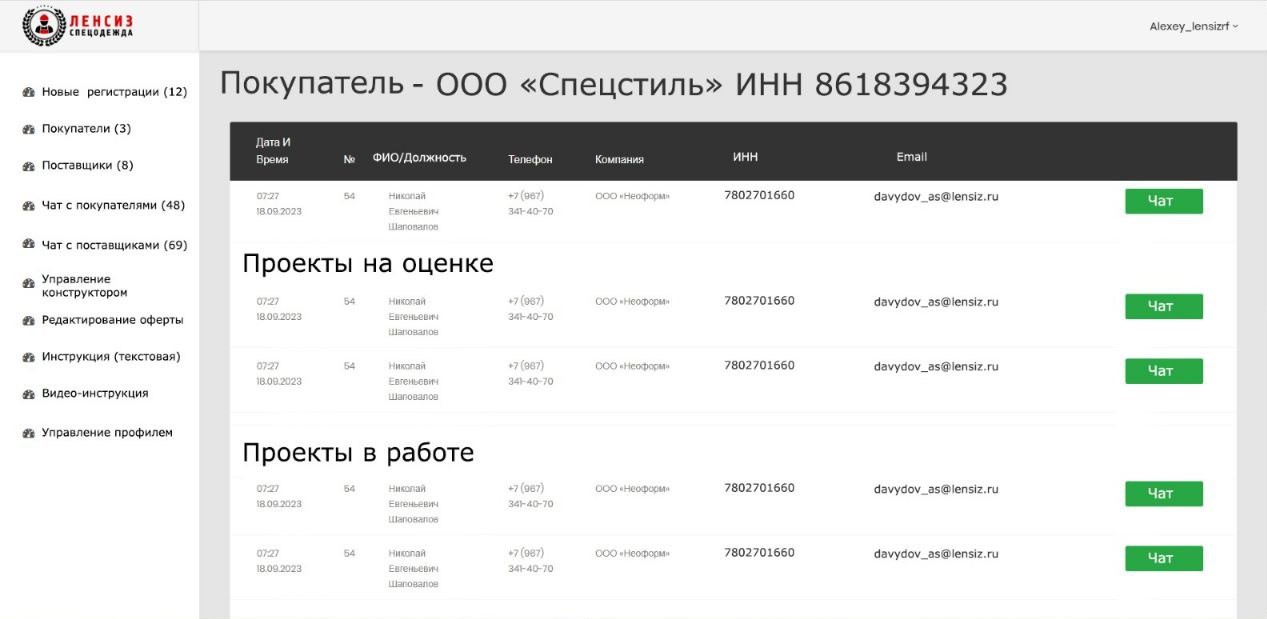 ЛЕНСИЗ
СПЕЦОДЕЖДА
Alexey_lensizrf
Новые регистрации (12)
Покупатели (3)
Поставщики (8)
Чат с покупателями (48)
Чат с поставщиками (69)
Управление
конструктором
Редактирование оферты
Инструкция (текстовая)
Видео-инструкция
Управление профилем
Покупатель - ООО «Спецстиль» ИНН 8618394323
Дата И
Время № ФИО/Должность Телефон Компания ИНН Email
07:27 54 Николай +7 (967) ООО «Неоформ» 7802701660 davydov_as@lensiz.ru Чат
18.09.2023 Евгеньевич 341-40-70
Шаповалов
Проекты на оценке
07:27 54 Николай +7 (967) ООО «Неоформ» 7802701660 davydov_as@lensiz.ru Чат
18.09.2023 Евгеньевич 341-40-70
Шаповалов
07:27 54 Николай +7 (967) ООО «Неоформ» 7802701660 davydov_as@lensiz.ru Чат
18.09.2023 Евгеньевич 341-40-70
Шаповалов
Проекты в работе
07:27 54 Николай +7 (967) ООО «Неоформ» 7802701660 davydov_as@lensiz.ru Чат
18.09.2023 Евгеньевич 341-40-70
Шаповалов
07:27 54 Николай +7 (967) ООО «Неоформ» 7802701660 davydov_as@lensiz.ru Чат
18.09.2023 Евгеньевич 341-40-70
Шаповалов